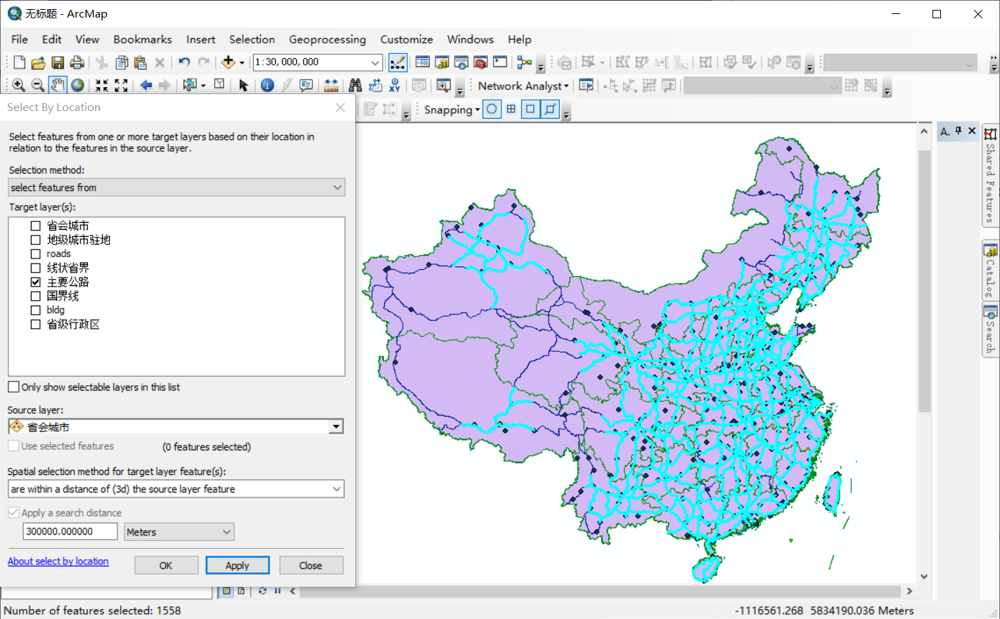 无标题 - ArcMap
File Edit View Bookmarks Insert Selection Geoprocessing Customize Windows Help
1:30,000,000
Network Analyst
Select By Location
Snapping
Select features from one or more target layers based on their location in
relation to the features in the source layer.
Selection method:
select features from
Target layer(s):
省会城市
地级城市驻地
roads
线状省界
主要公路
国界线
bldg
省级行政区
Only show selectable layers in this list
Source layer:
省会城市
Use selected features (0 features selected)
Spatial selection method for target layer feature(s):
are within a distance of (3d) the source layer feature
Apply a search distance
300000.000000 Meters
About select by location OK Apply Close
A.
Shared Features
Catalog
Search
Number of features selected: 1558
-1116561.268 5834190.036 Meters